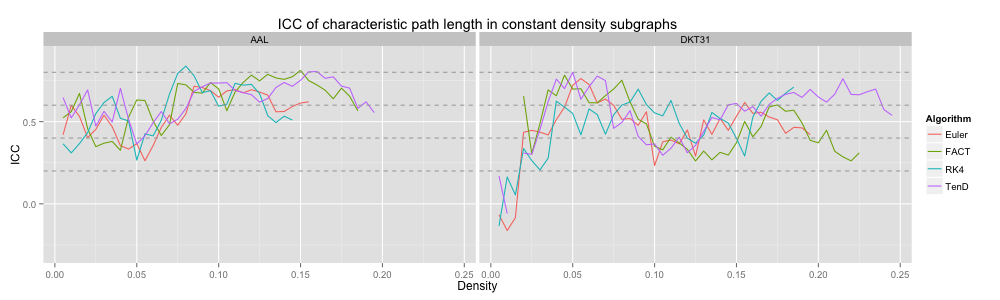 ICC of characteristic path length in constant density subgraphs
AAL
DKT31
ICC
0.5
0.0
0.00
0.05
0.10
0.15
0.20
0.25
0.00
0.05
0.10
0.15
0.20
0.25
Density
Algorithm
Euler
FACT
RK4
TenD